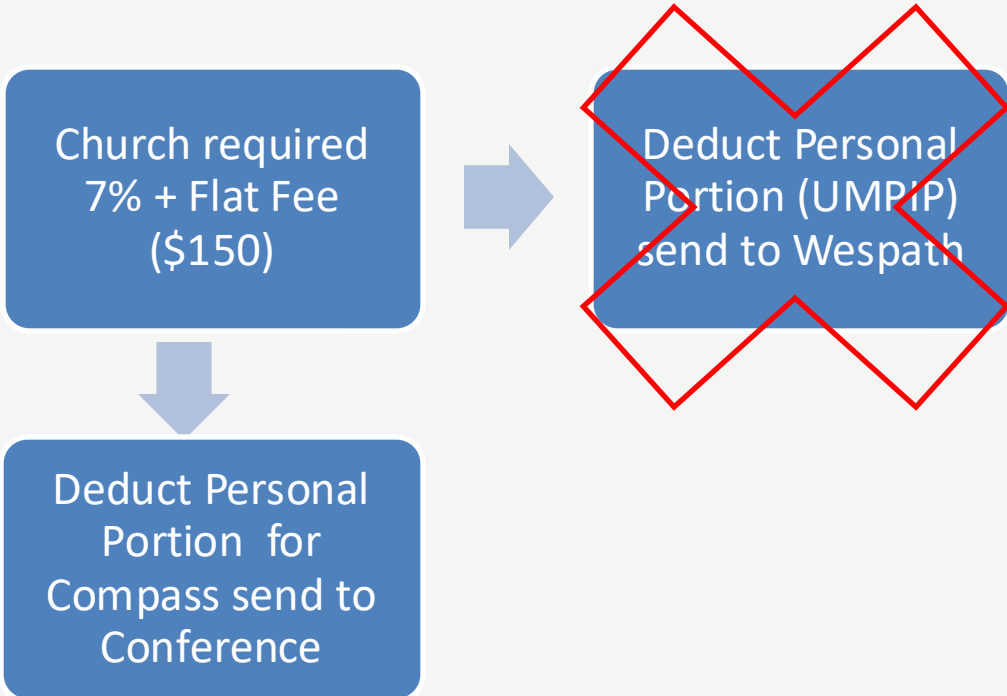 Church required
7% + Flat Fee
($150)
Deduct Personal
Portion (UMPIP)
send to Wespath
Deduct Personal
Portion  for
Compass send to
Conference